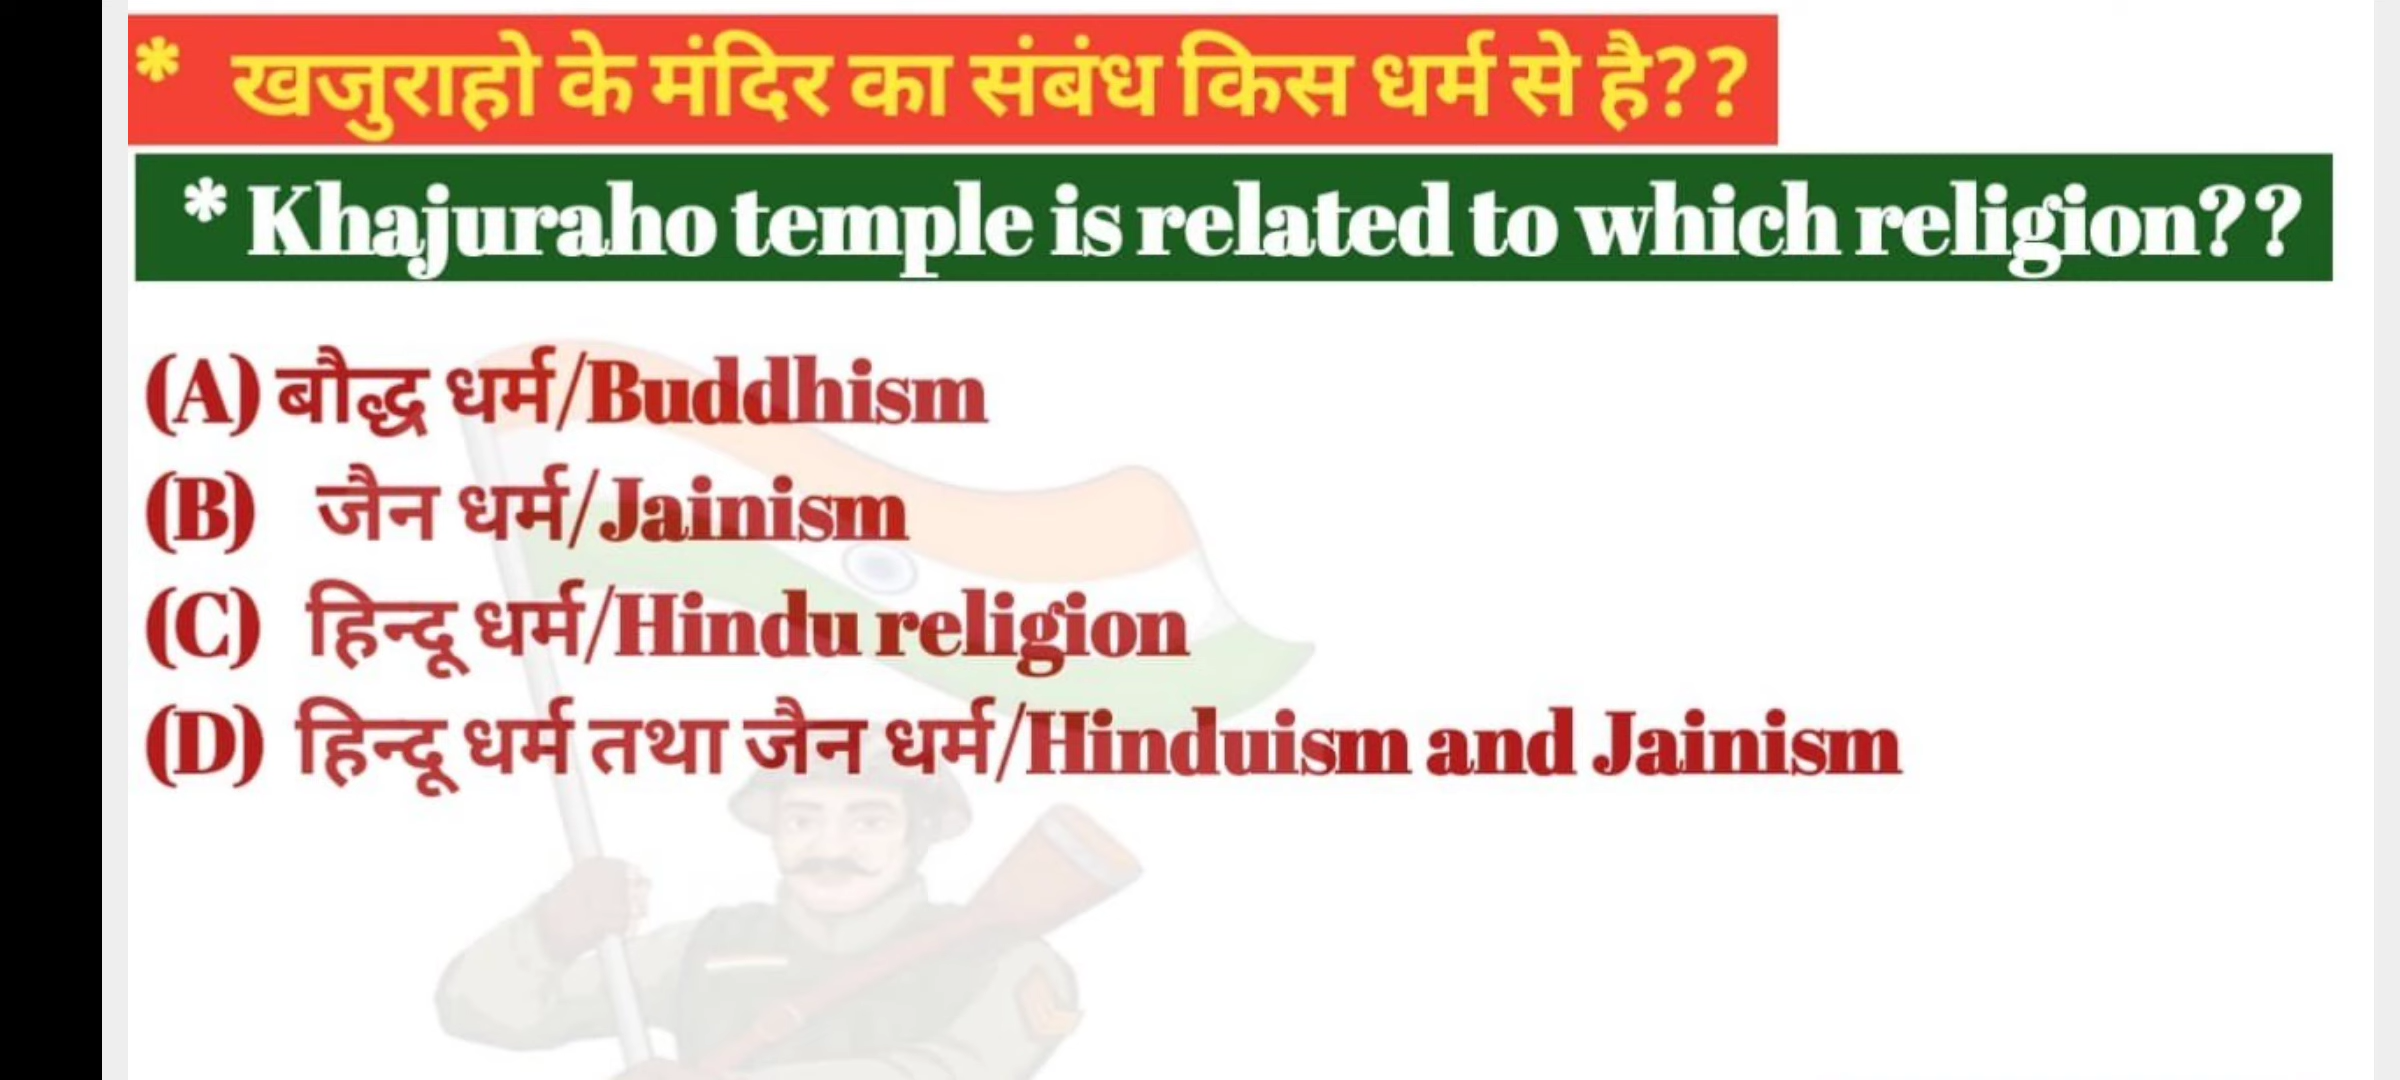 * खजुराहो के मंदिर का संबंध किस धर्म से है??
* Khajuraho temple is related to which religion??
(A) बौद्ध धर्म/Buddhism
(B) जैन धर्म/Jainism
(C) हिन्दू धर्म/Hindu religion
(D) हिन्दू धर्म तथा जैन धर्म/Hinduism and Jainism